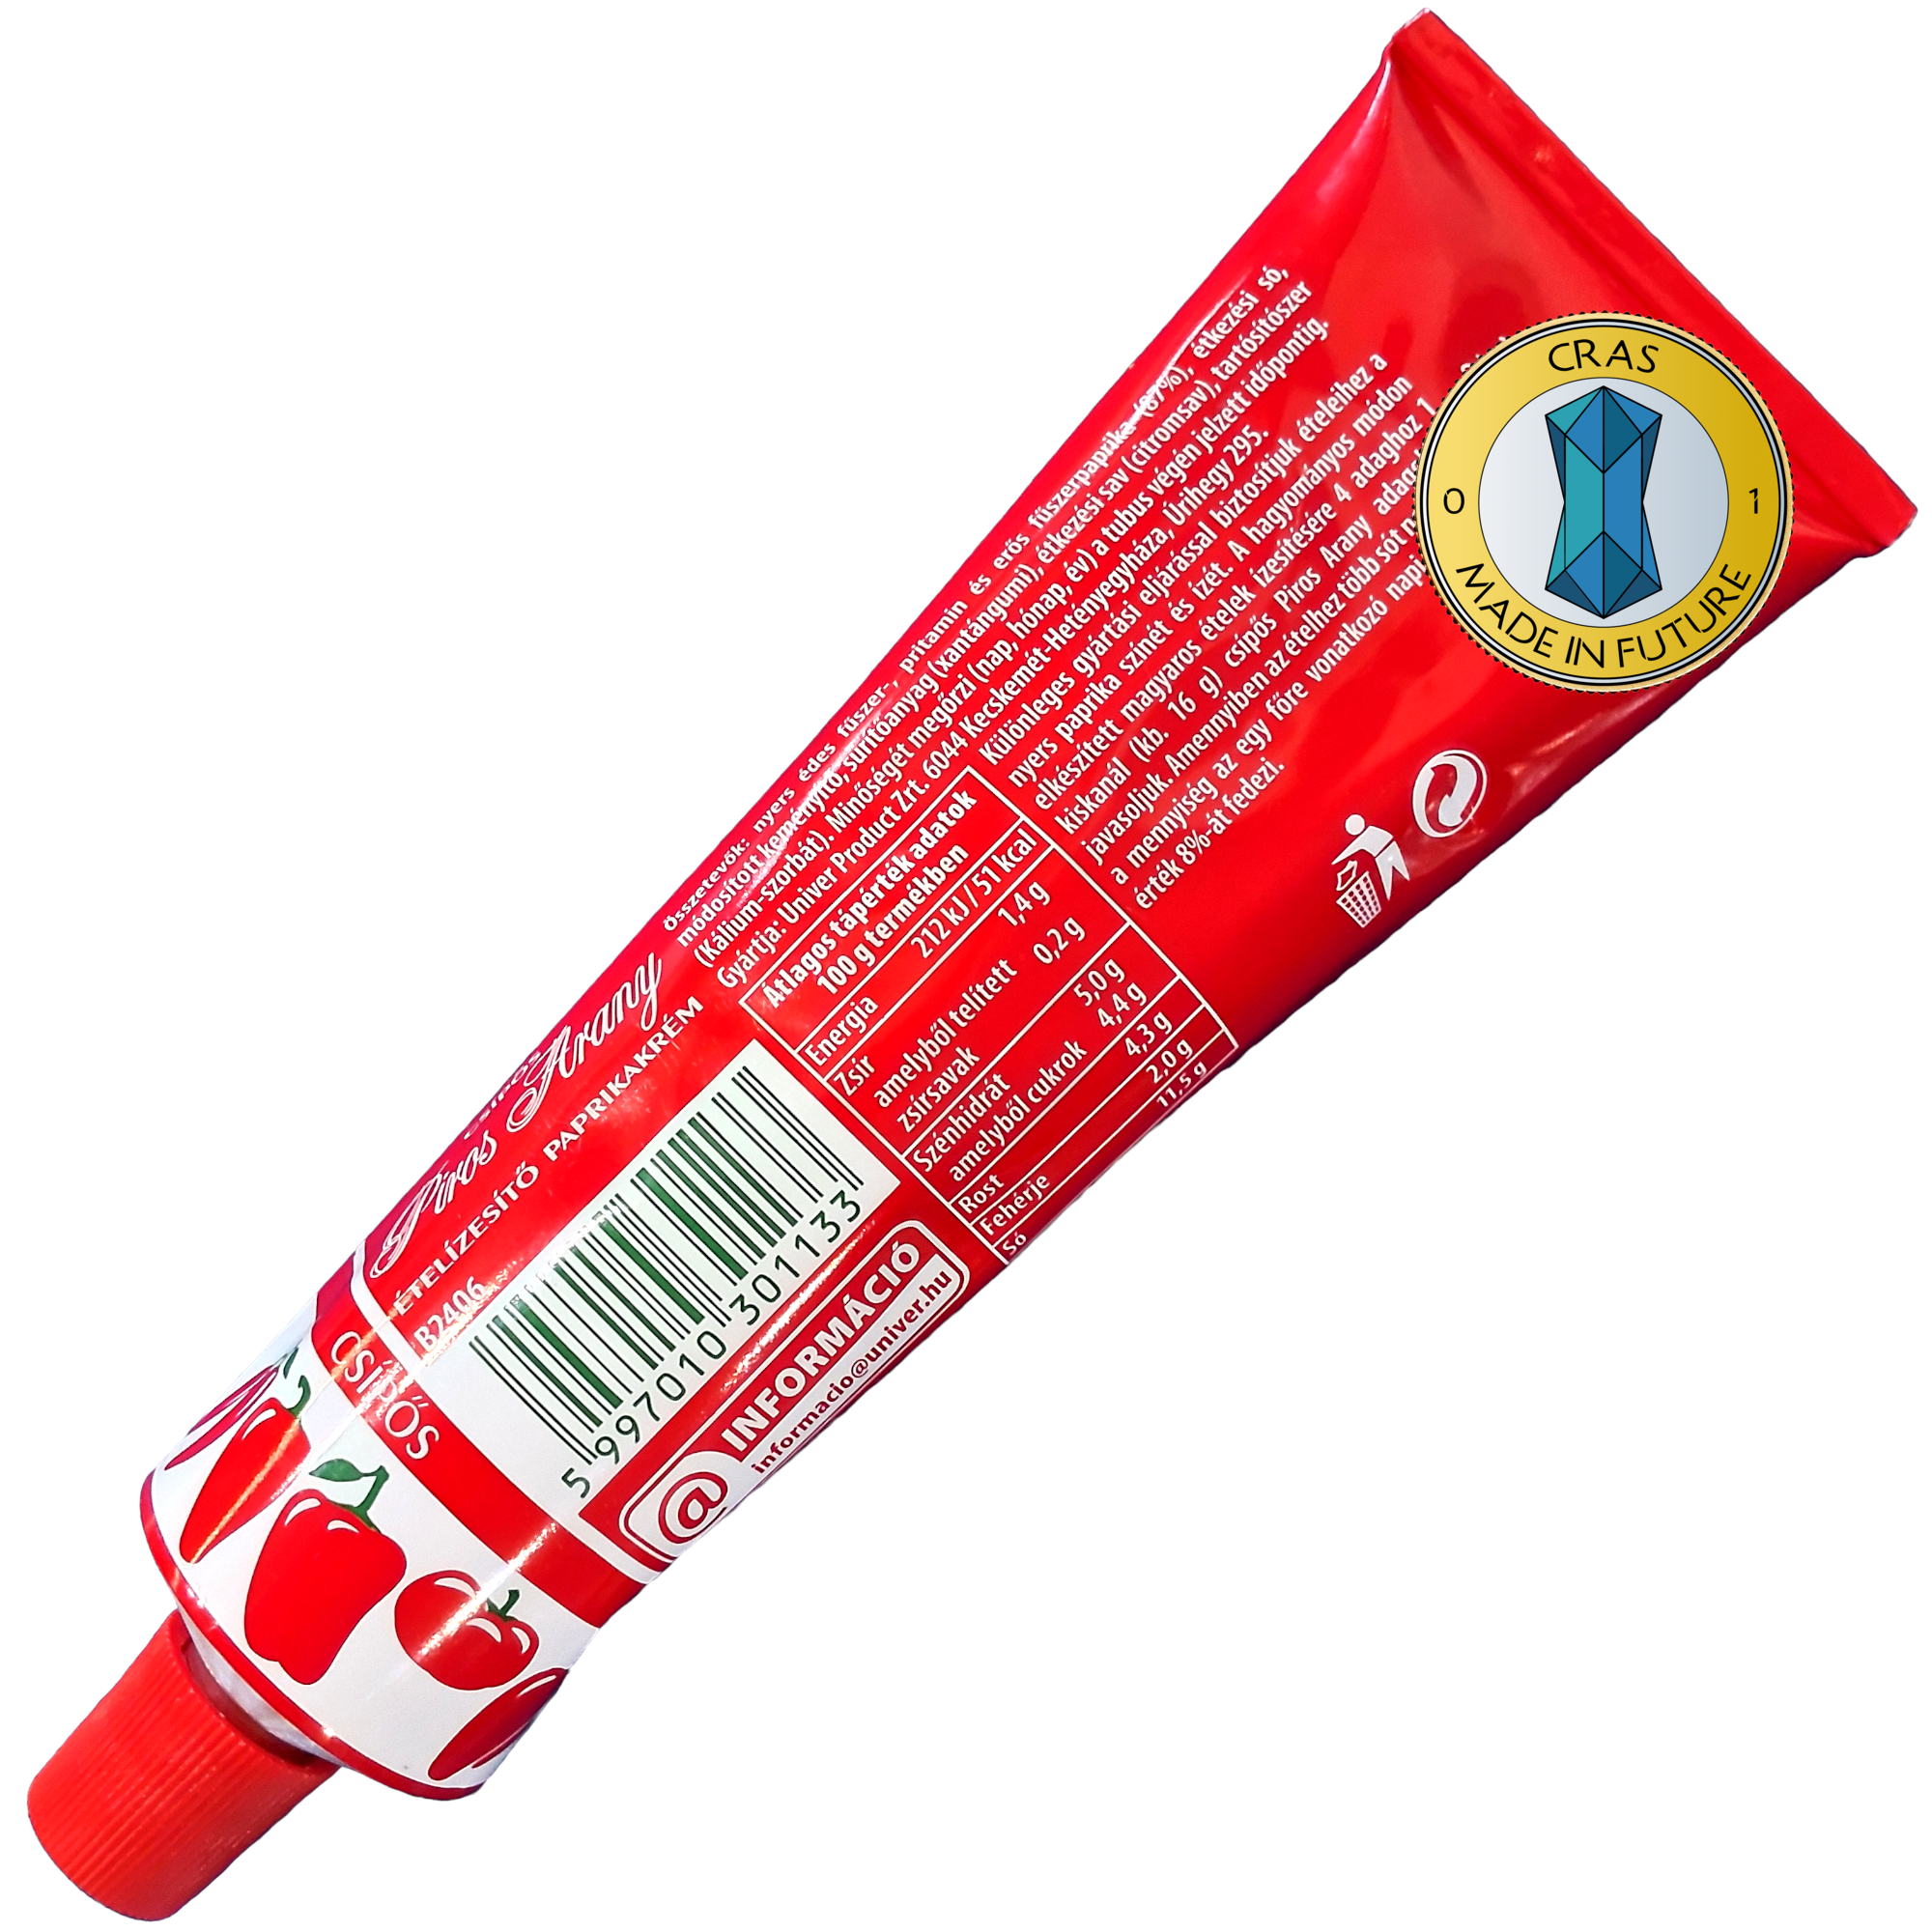 Összetevők: nyers édes fűszer-, pritamin és erős fűszerpaprika (87%), étkezési só,
módosított keményítő, sűrítőanyag (xantángumi), étkezési sav (citromsav), tartósítószer
(Kálium-szorbát). Minőségét megőrzi (nap, hónap, év) a tubus végén jelzett időpontig.
Gyártja: Univer Product Zrt. 6044 Kecskemét-Hetényegyháza, Úrihegy 295.
Különleges gyártási eljárással biztosítjuk ételeihez a
nyers paprika színét és ízét. A hagyományos módon
elkészített magyaros ételek ízesítésére 4 adaghoz 1
kiskanál (kb. 16 g) csípős Piros Arany
javasoljuk. Amennyiben az ételhez több sót
a mennyiség az egy főre vonatkozó napi
érték 8%-át fedezi.
Átlagos tápérték adatok
100 g termékben
Energia 212 kJ / 51 kcal
Zsír 1,4 g
amelyből telített 0,2 g
zsírsavak
Szénhidrát 5,0 g
amelyből cukrok 4,4 g
Rost 4,3 g
Fehérje 2,0 g
Só 11,5 g
CSÍPŐS
Piros Arany
ÉTELÍZESÍTŐ PAPRIKAKRÉM
B2406
5 997010 301133
@ INFORMÁCIÓ
informacio@univer.hu
CSÍPŐS
CRAS
0 1
MADE IN FUTURE